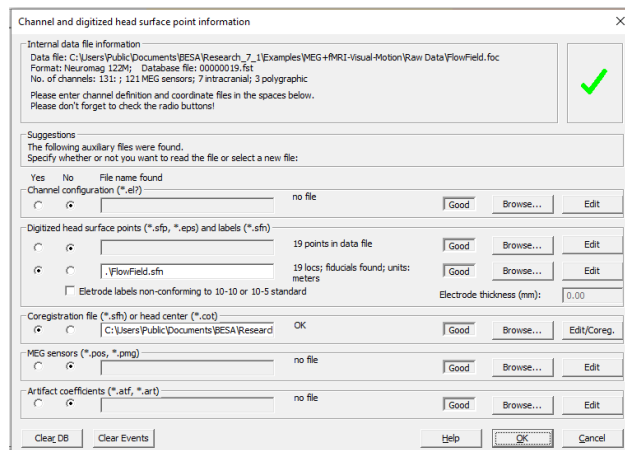 Channel and digitized head surface point information
Internal data file information
Data file: C:\Users\Public\Documents\BESA\Research_7_1\Examples\MEG+fMRI-Visual-Motion\Raw Data\FlowField.foc
Format: Neuromag 122M; Database file: 00000019.fst
No. of channels: 131: ; 121 MEG sensors; 7 intracranial; 3 polygraphic
Please enter channel definition and coordinate files in the spaces below.
Please don't forget to check the radio buttons!
Suggestions
The following auxiliary files were found.
Specify whether or not you want to read the file or select a new file:
Yes No File name found
Channel configuration (*.el?)
no file Good Browse... Edit
Digitized head surface points (*.sfp, *.eps) and labels (*.sfn)
19 points in data file Good Browse... Edit
.\FlowField.sfn 19 locs; fiducials found; units: meters Good Browse... Edit
Eletrode labels non-conforming to 10-10 or 10-5 standard Electrode thickness (mm): 0.00
Coregistration file (*.sfh) or head center (*.cot)
C:\Users\Public\Documents\BESA\Researd OK Good Browse... Edit/Coreg.
MEG sensors (*.pos, *.pmg)
no file Good Browse... Edit
Artifact coefficients (*.atf, *.art)
no file Good Browse... Edit
Clear DB Clear Events Help OK Cancel